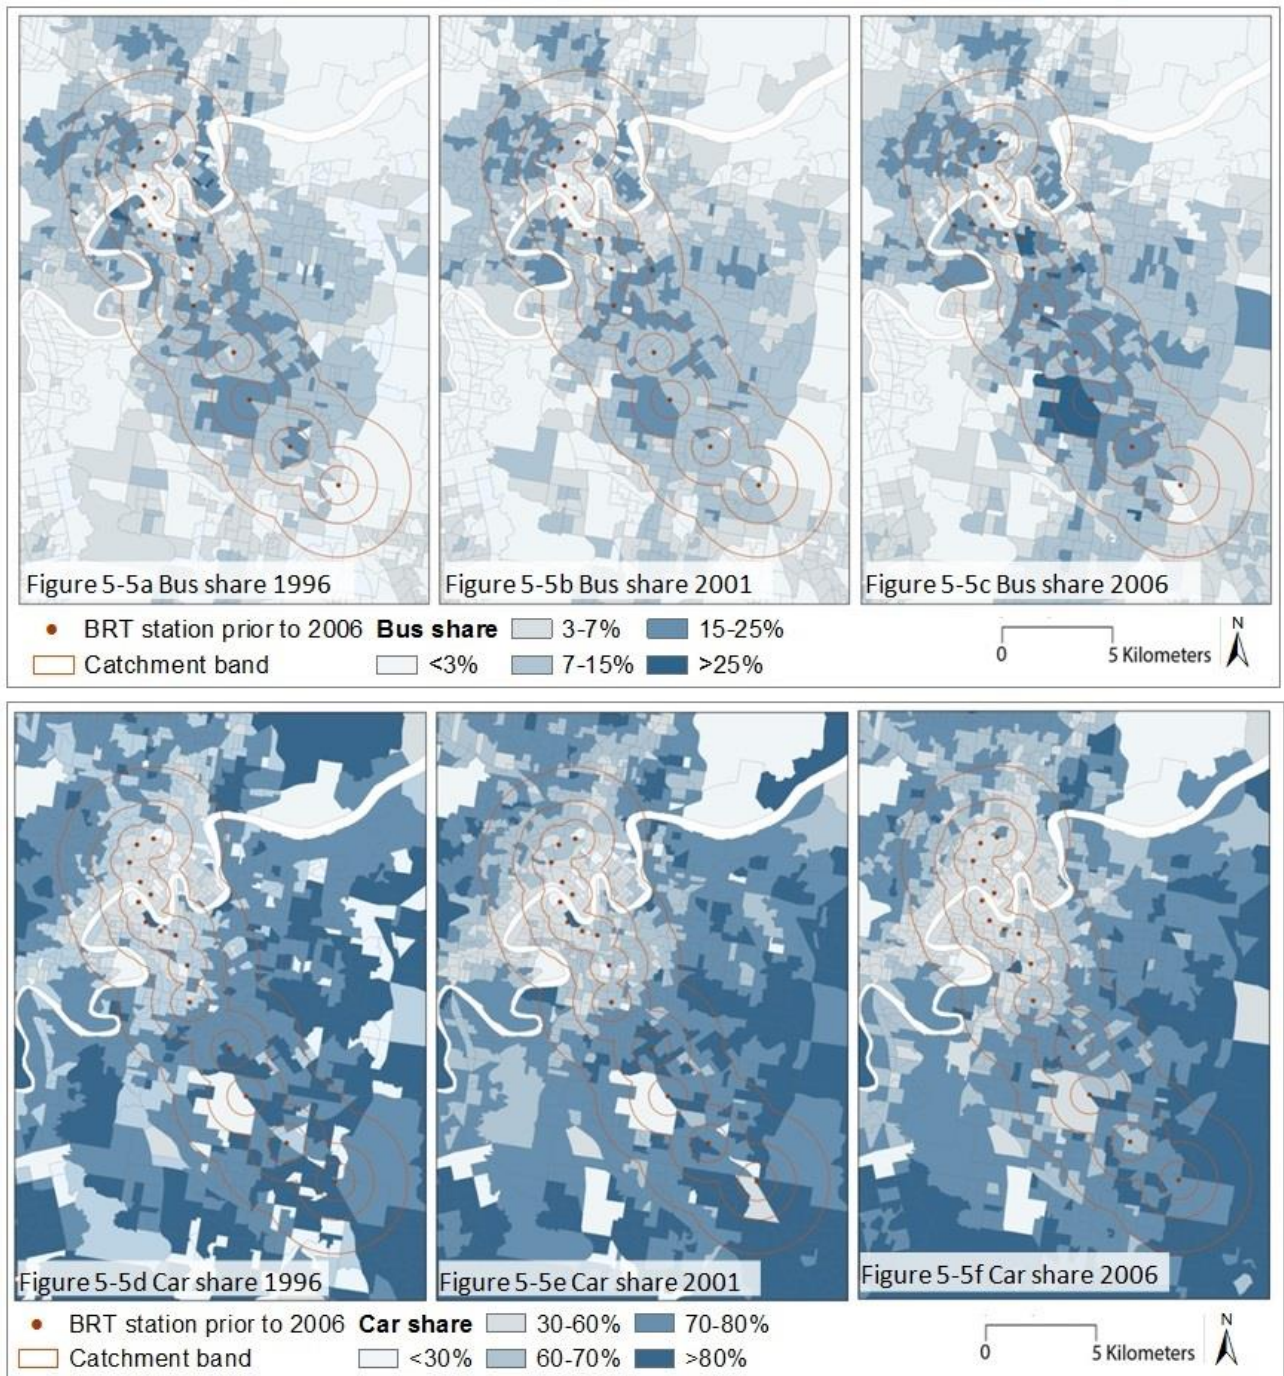 Figure 5-5a Bus share 1996
Figure 5-5b Bus share 2001
Figure 5-5c Bus share 2006
BRT station prior to 2006 Bus share 3-7% 15-25%
Catchment band <3% 7-15% >25%
0 5 Kilometers
N
Figure 5-5d Car share 1996
Figure 5-5e Car share 2001
Figure 5-5f Car share 2006
BRT station prior to 2006 Car share 30-60% 70-80%
Catchment band <30% 60-70% >80%
0 5 Kilometers
N